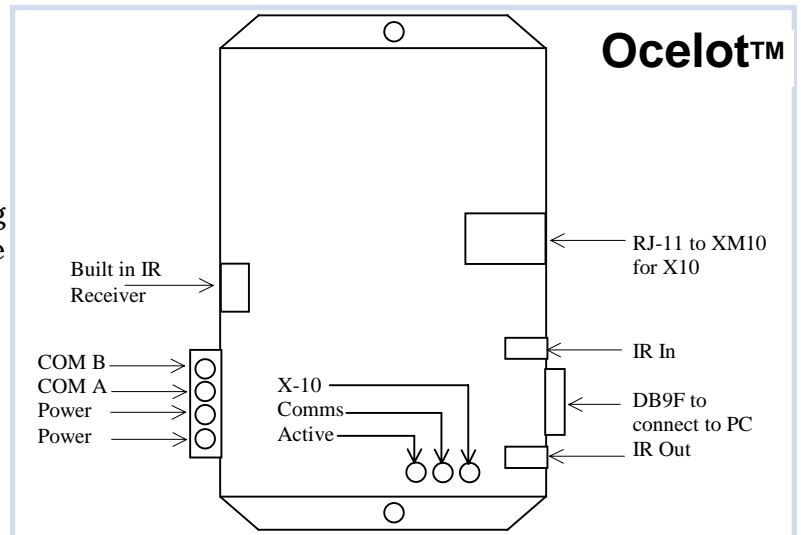 Ocelot™
g
e
Built in IR
Receiver
RJ-11 to XM10
for X10
COM B
COM A
Power
Power
X-10
Comms
Active
IR In
DB9F to
connect to PC
IR Out